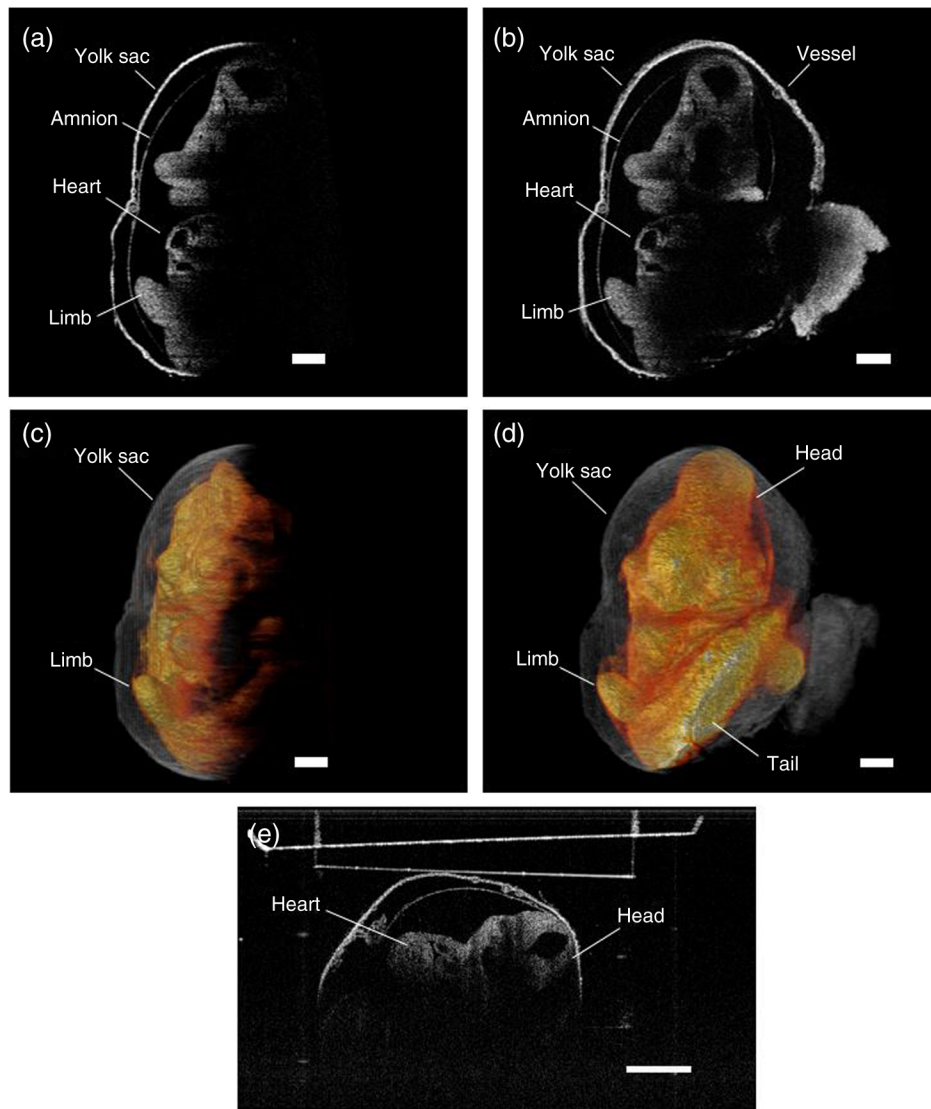 (a)
Yolk sac
Amnion
Heart
Limb
(b)
Yolk sac
Vessel
Amnion
Heart
Limb
(c)
Yolk sac
Limb
(d)
Yolk sac
Head
Limb
Tail
(e)
Heart
Head